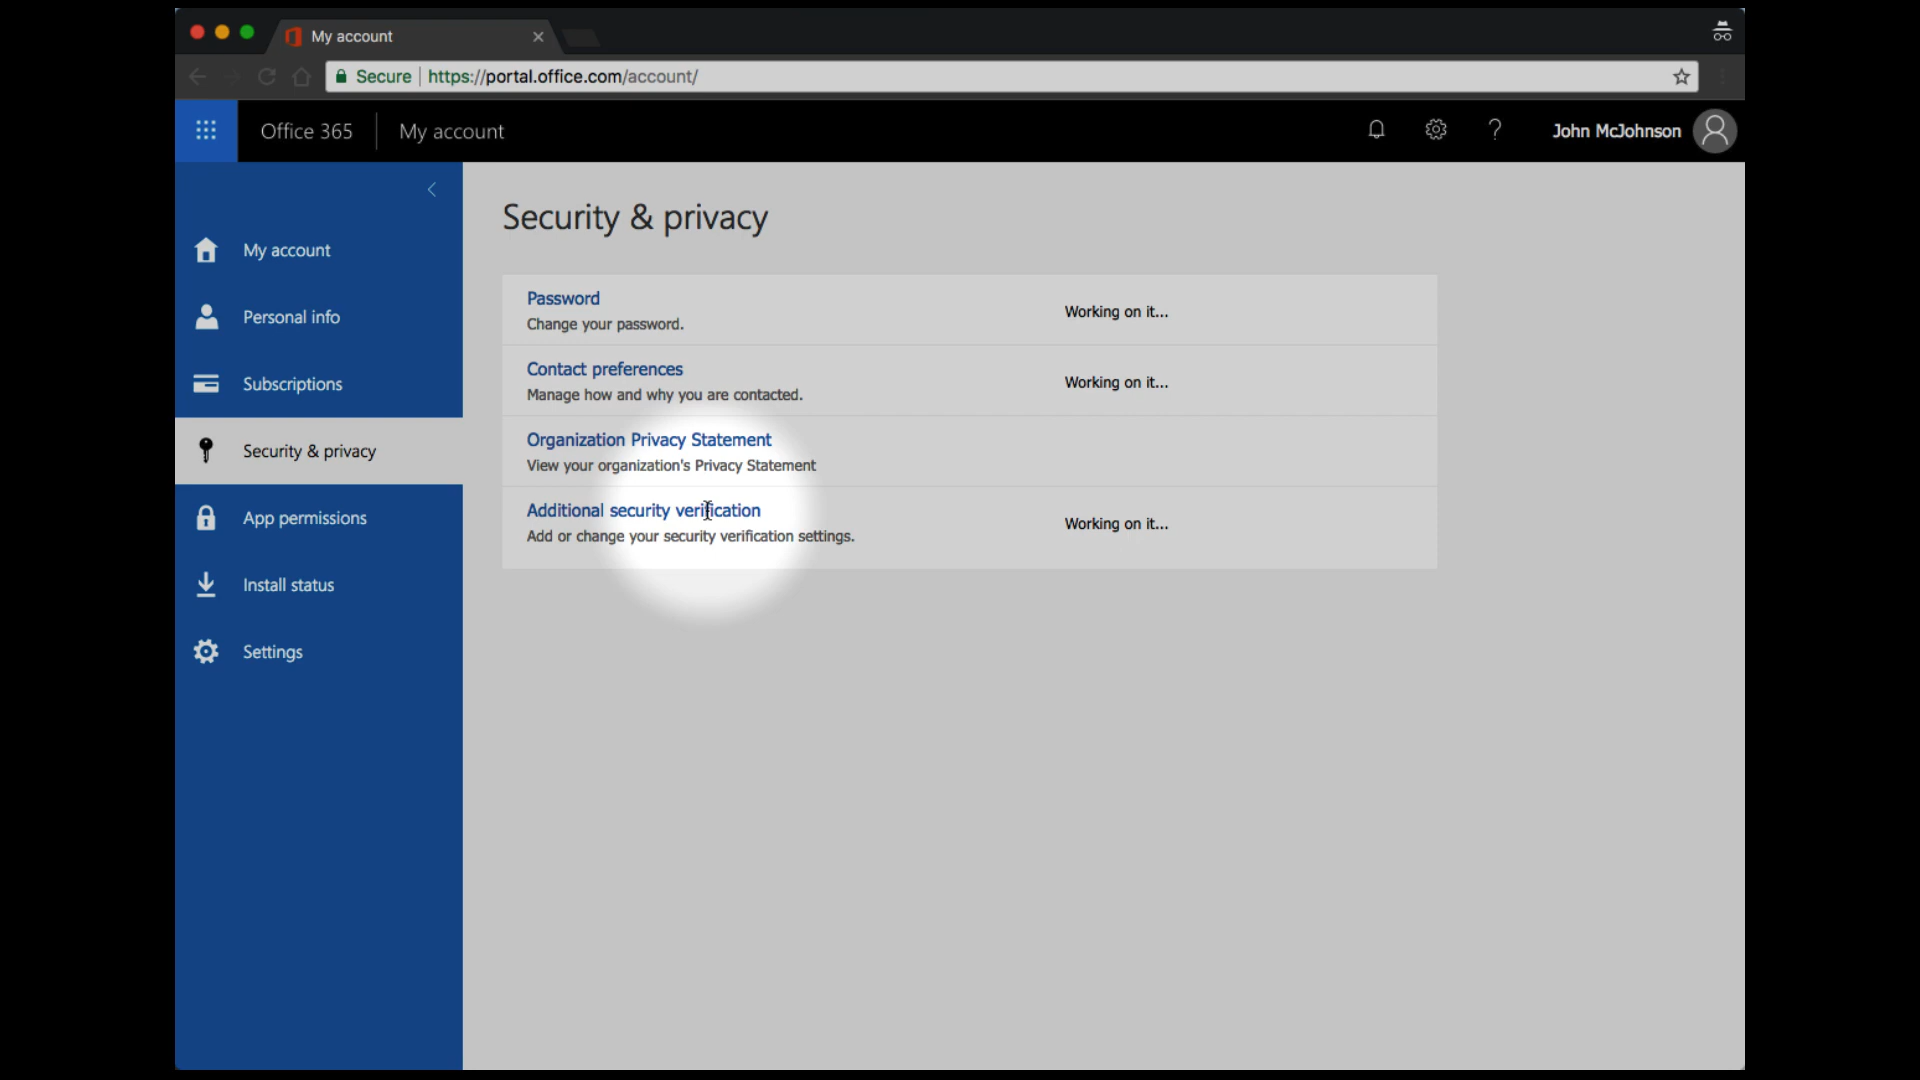 My account
Secure https://portal.office.com/account/
Office 365 My account ? John McJohnson
Security & privacy
My account
Personal info
Subscriptions
Security & privacy
App permissions
Install status
Settings
Password
Change your password.
Working on it...
Contact preferences
Manage how and why you are contacted.
Working on it...
Organization Privacy Statement
View your organization's Privacy Statement
Additional security verification
Add or change your security verification settings.
Working on it...